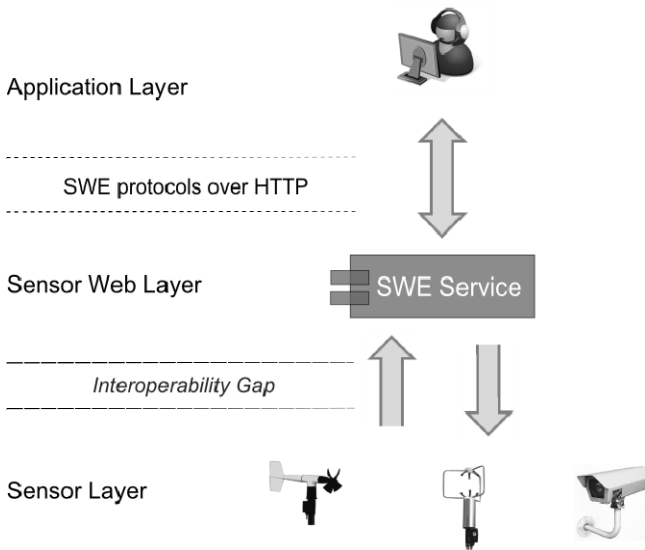 Application Layer
SWE protocols over HTTP
Sensor Web Layer
SWE Service
Interoperability Gap
Sensor Layer